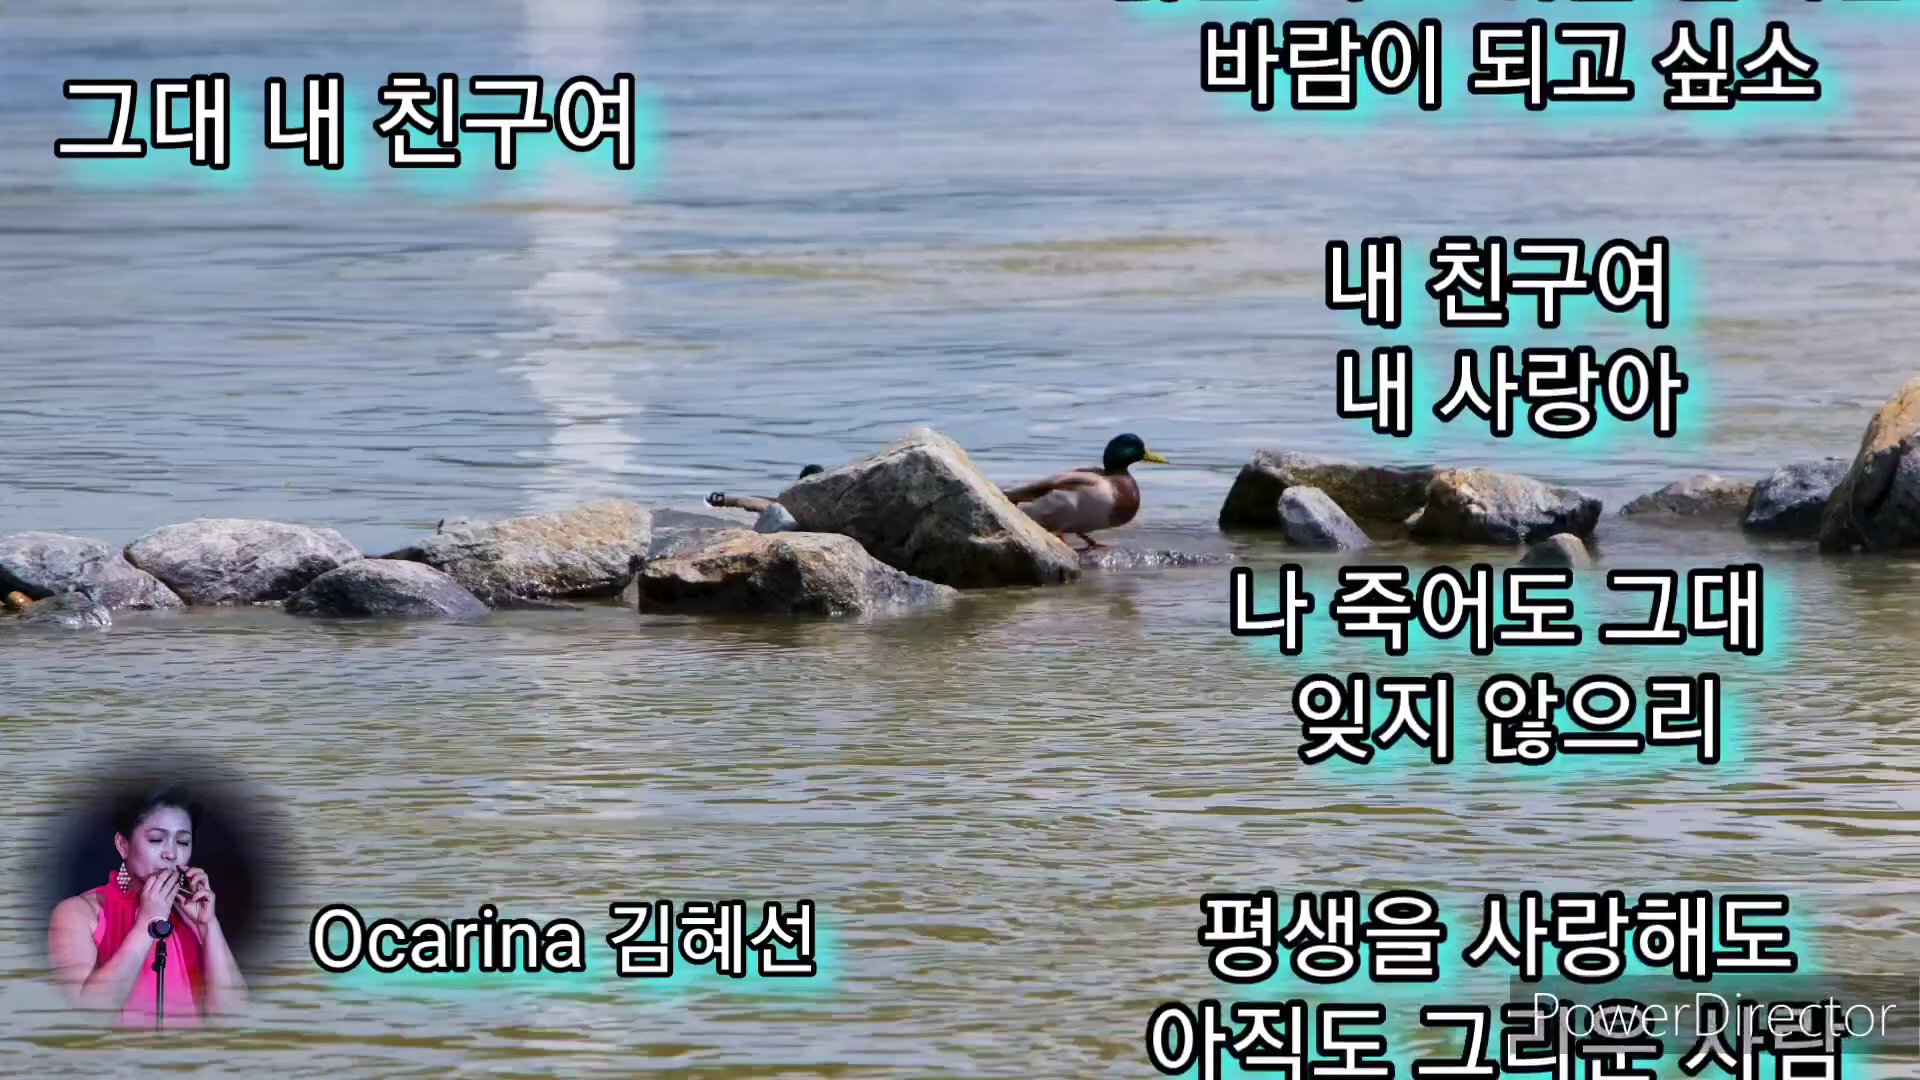 그대 내 친구여
바람이 되고 싶소
내 친구여
내 사랑아
나 죽어도 그대
잊지 않으리
평생을 사랑해도
아직도 그리운 사람
Ocarina 김혜선
PowerDirector